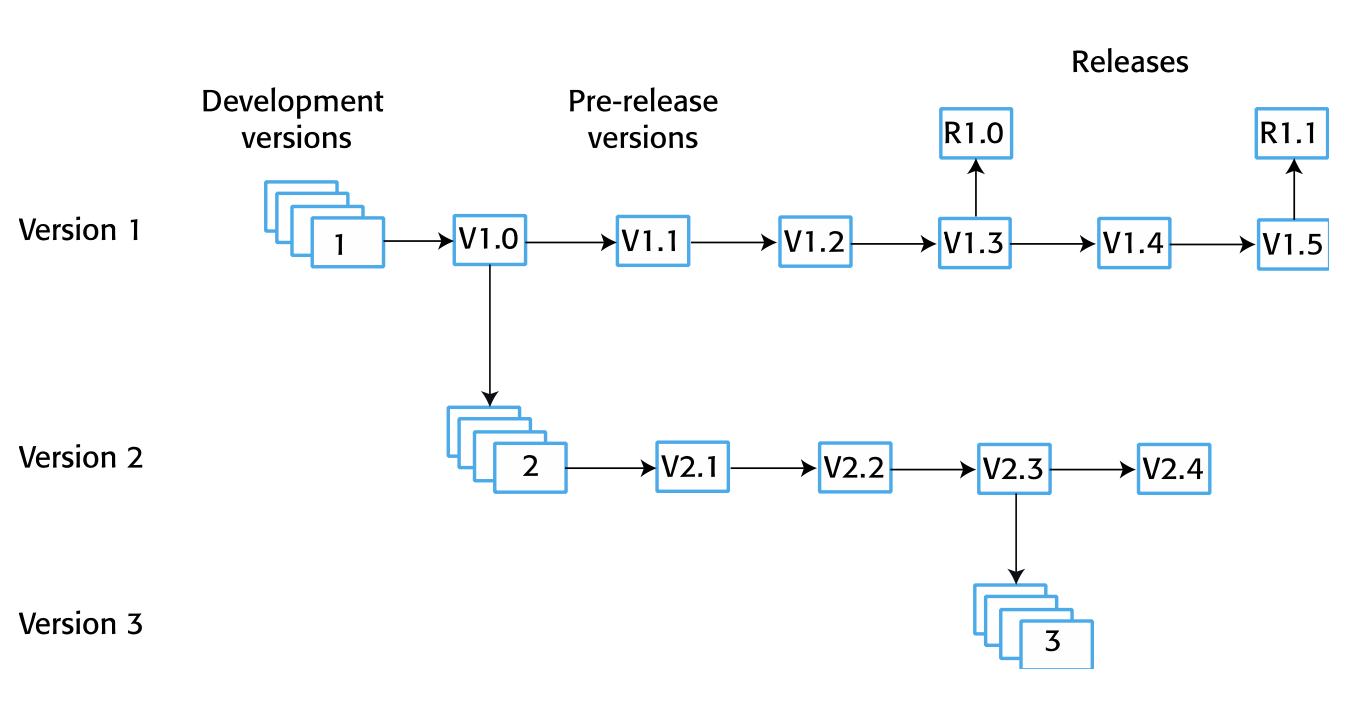 Releases
Development
versions
Pre-release
versions
R1.0
R1.1
Version 1
1
V1.0
V1.1
V1.2
V1.3
V1.4
V1.5
Version 2
2
V2.1
V2.2
V2.3
V2.4
Version 3
3